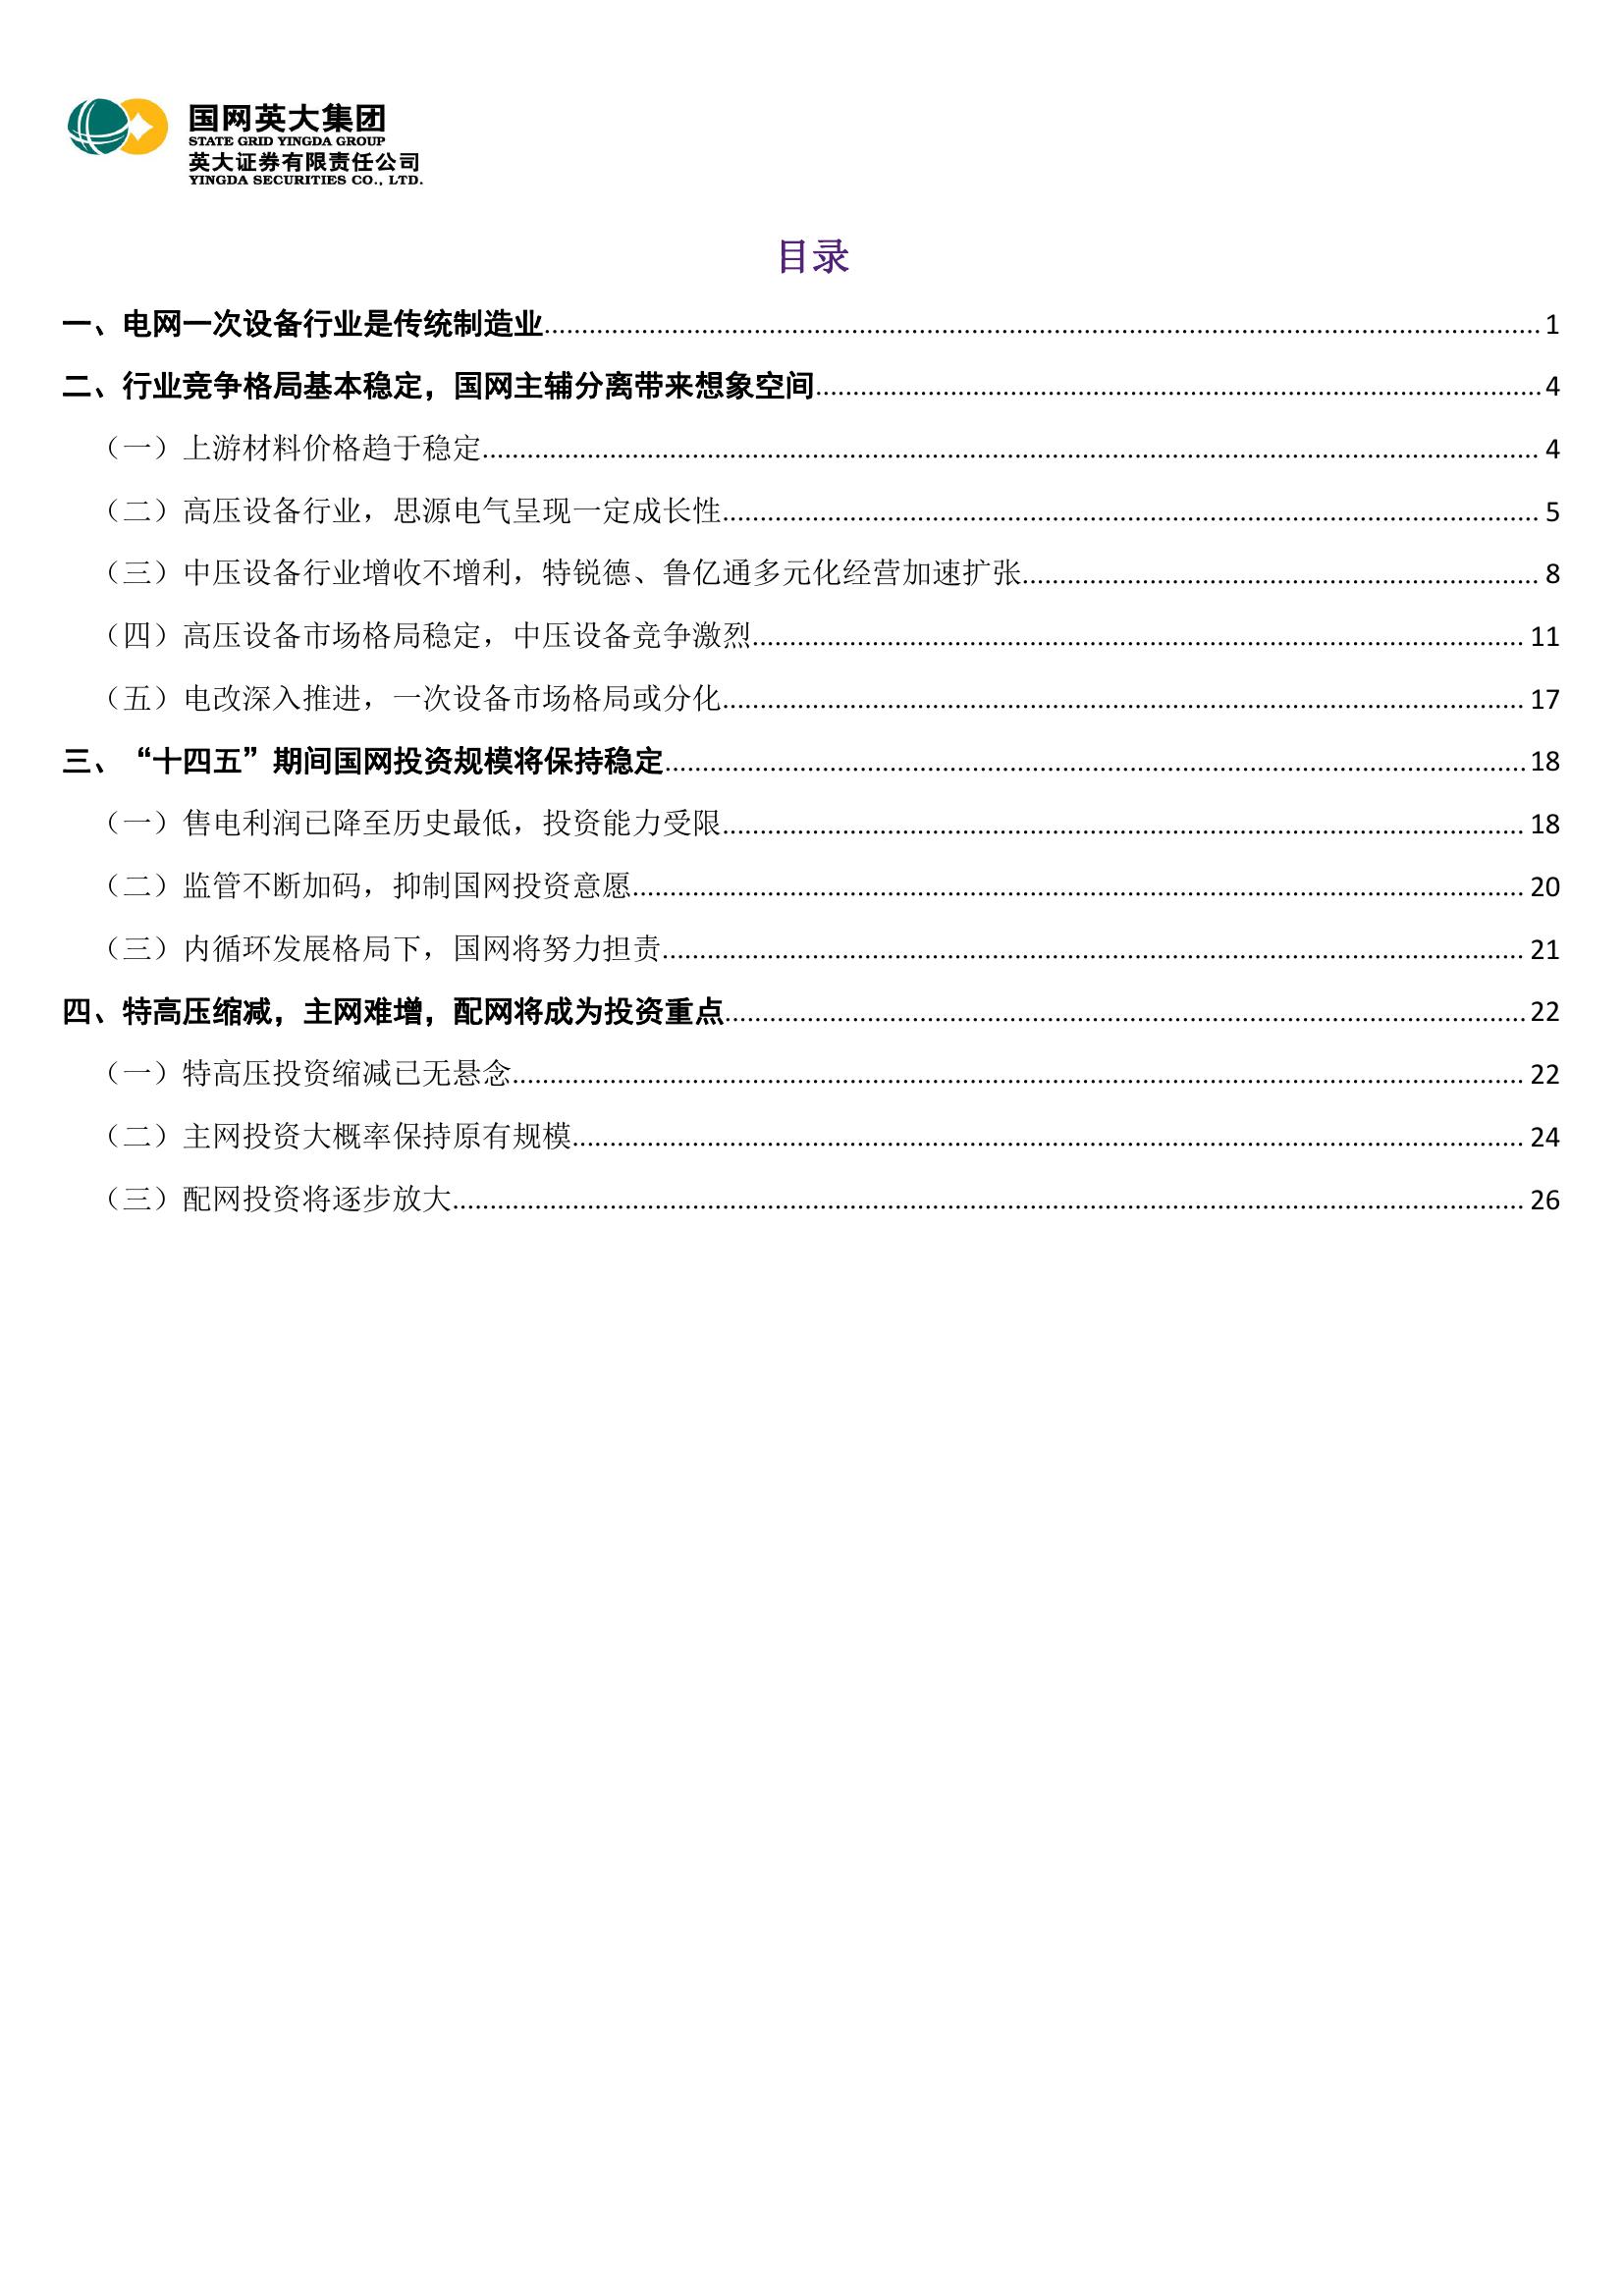 国网英大集团
STATE GRID YINGDA GROUP
英大证券有限责任公司
YINGDA SECURITIES CO., LTD.
目录
一、电网一次设备行业是传统制造业 1
二、行业竞争格局基本稳定，国网主辅分离带来想象空间 4
（一）上游材料价格趋于稳定 4
（二）高压设备行业，思源电气呈现一定成长性 5
（三）中压设备行业增收不增利，特锐德、鲁亿通多元化经营加速扩张 8
（四）高压设备市场格局稳定，中压设备竞争激烈 11
（五）电改深入推进，一次设备市场格局或分化 17
三、“十四五”期间国网投资规模将保持稳定 18
（一）售电利润已降至历史最低，投资能力受限 18
（二）监管不断加码，抑制国网投资意愿 20
（三）内循环发展格局下，国网将努力担责 21
四、特高压缩减，主网难增，配网将成为投资重点 22
（一）特高压投资缩减已无悬念 22
（二）主网投资大概率保持原有规模 24
（三）配网投资将逐步放大 26